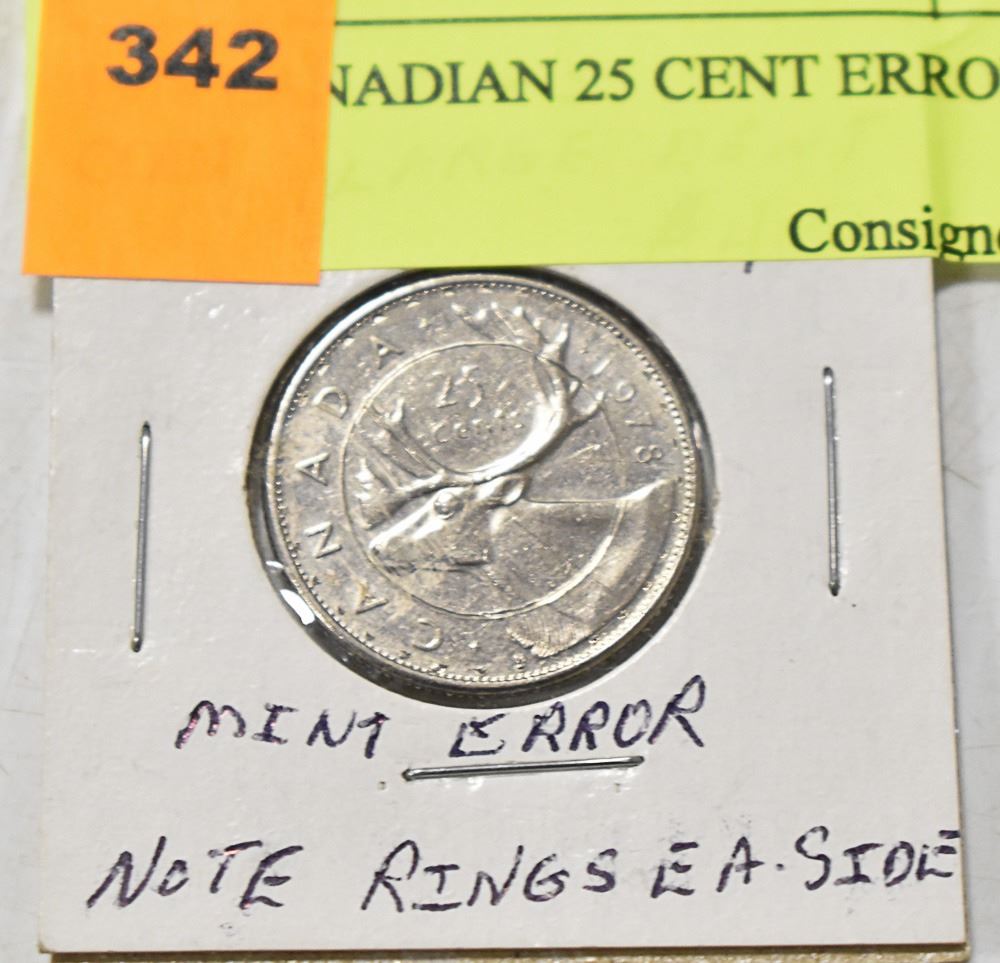 342
NADIAN 25 CENT ERRO
Consign
CANADA 1978
25
cents
MINT ERROR
NOTE RINGS EA. SIDE